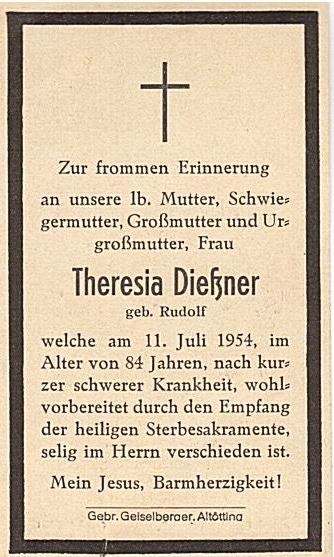 Zur frommen Erinnerung
an unsere lb. Mutter, Schwie=
germutter, Großmutter und Ur=
großmutter, Frau
Theresia Dießner
geb. Rudolf
welche am 11. Juli 1954, im
Alter von 84 Jahren, nach kur=
zer schwerer Krankheit, wohl=
vorbereitet durch den Empfang
der heiligen Sterbesakramente,
selig im Herrn verschieden ist.
Mein Jesus, Barmherzigkeit!
Gebr. Geiselberger, Altötting